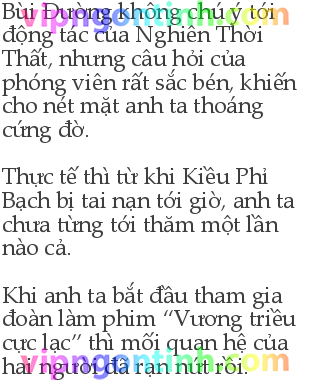 Bùi Đường không chú ý tới
động tác của Nghiên Thời
Thất, nhưng câu hỏi của
phóng viên rất sắc bén, khiến
cho nét mặt anh ta thoáng
cứng đờ.
Thực tế thì từ khi Kiều Phỉ
Bạch bị tai nạn tới giờ, anh ta
chưa từng tới thăm một lần
nào cả.
Khi anh ta bắt đầu tham gia
đoàn làm phim “Vương triều
cực lạc” thì mối quan hệ của
hai người đã rạn nứt rồi.
vipngontinh.com
vipngontinh.com